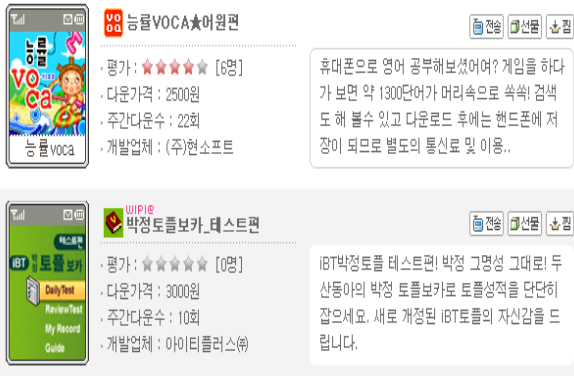 T.ııl
능률
VOCA
능률voca
VO
CA
능률VOCA★어원편
전송 선물 찜
· 평가 : ★★★★★ [6명]
· 다운가격 : 2500원
· 주간다운수 : 22회
· 개발업체 : (주)현소프트
휴대폰으로 영어 공부해보셨어여? 게임을 하다
가 보면 약 1300단어가 머리속으로 쏙쏙! 검색
도 해 볼수 있고 다운로드 후에는 핸드폰에 저
장이 되므로 별도의 통신료 및 이용..
테스트편
iBT 박정 토플보카
DailyTest
ReviewTest
My Record
Guide
WIPI@
박정토플보카_테스트편
전송 선물 찜
· 평가 : ★★★★★ [0명]
· 다운가격 : 3000원
· 주간다운수 : 10회
· 개발업체 : 아이티플러스㈜
iBT박정토플 테스트편! 박정 그명성 그대로! 두
산동아의 박정 토플보카로 토플성적을 단단히
잡으세요. 새로 개정된 iBT토플의 자신감을 드
립니다.